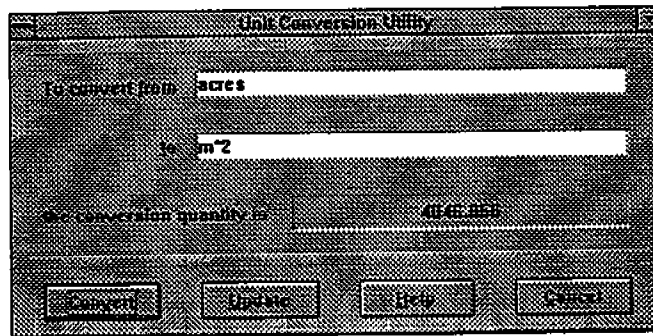 Unit Conversion Utility
To convert from acres
to m^2
the conversion quantity is
Convert Update Help Cancel